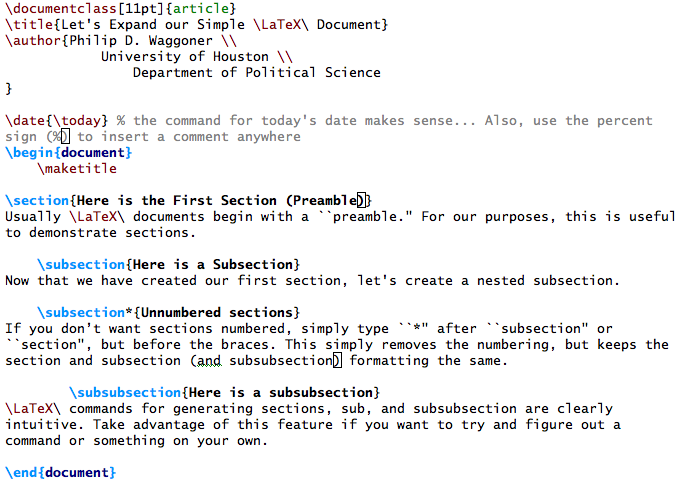 \documentclass[11pt]{article}
\title{Let's Expand our Simple \LaTeX\ Document}
\author{Philip D. Waggoner \\
University of Houston \\
Department of Political Science
}
\date{\today} % the command for today's date makes sense... Also, use the percent
sign (%) to insert a comment anywhere
\begin{document}
\maketitle
\section{Here is the First Section (Preamble)}
Usually \LaTeX\ documents begin with a ``preamble." For our purposes, this is useful
to demonstrate sections.
\subsection{Here is a Subsection}
Now that we have created our first section, let's create a nested subsection.
\subsection*{Unnumbered sections}
If you don’t want sections numbered, simply type ``*" after ``subsection" or
``section", but before the braces. This simply removes the numbering, but keeps the
section and subsection (and subsubsection) formatting the same.
\subsubsection{Here is a subsubsection}
\LaTeX\ commands for generating sections, sub, and subsubsection are clearly
intuitive. Take advantage of this feature if you want to try and figure out a
command or something on your own.
\end{document}